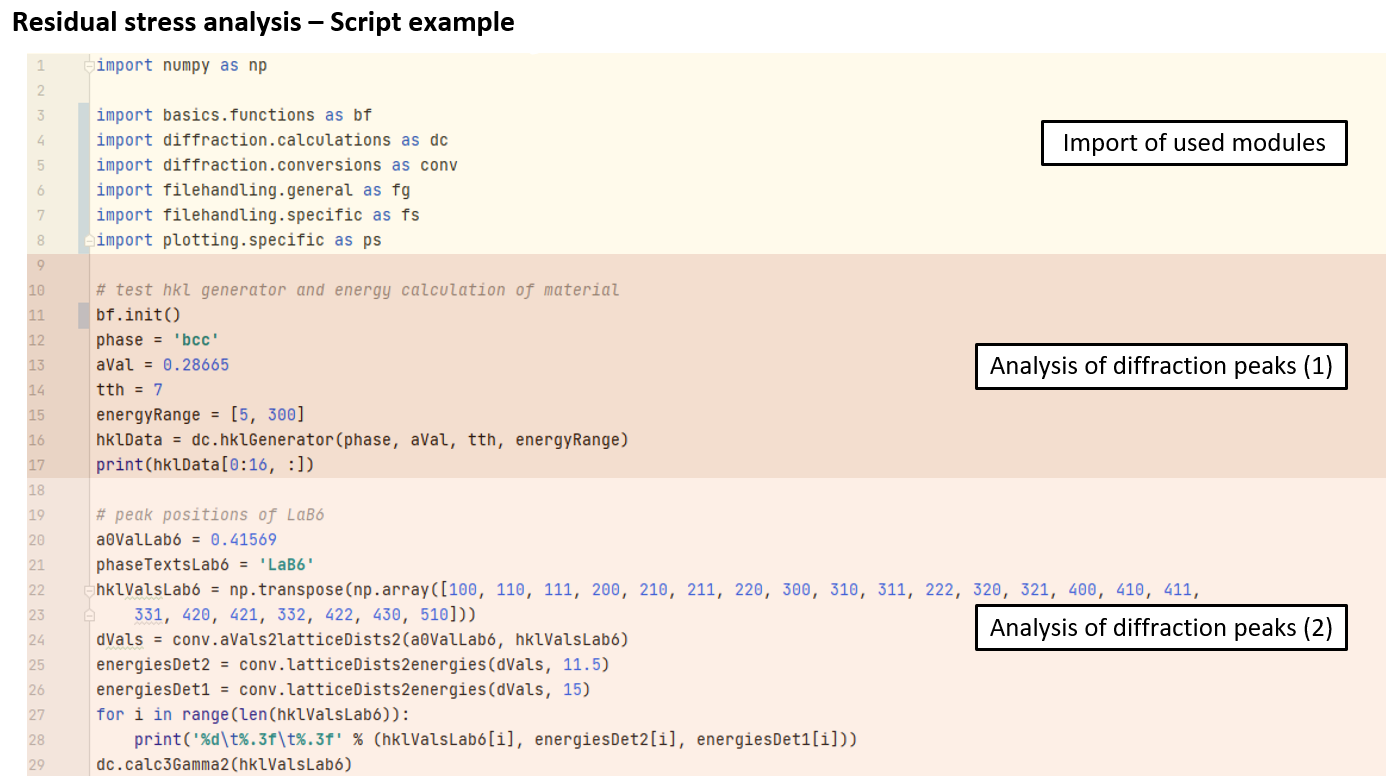 Residual stress analysis – Script example
1 import numpy as np
2
3 import basics.functions as bf
4 import diffraction.calculations as dc
5 import diffraction.conversions as conv
Import of used modules
6 import filehandling.general as fg
7 import filehandling.specific as fs
8 import plotting.specific as ps
9
10 # test hkl generator and energy calculation of material
11 bf.init()
12 phase = 'bcc'
13 aVal = 0.28665
Analysis of diffraction peaks (1)
14 tth = 7
15 energyRange = [5, 300]
16 hklData = dc.hklGenerator(phase, aVal, tth, energyRange)
17 print(hklData[0:16, :])
18
19 # peak positions of LaB6
20 a0ValLab6 = 0.41569
21 phaseTextsLab6 = 'LaB6'
22 hklValsLab6 = np.transpose(np.array([100, 110, 111, 200, 210, 211, 220, 300, 310, 311, 222, 320, 321, 400, 410, 411,
23 331, 420, 421, 332, 422, 430, 510]))
Analysis of diffraction peaks (2)
24 dVals = conv.aVals2latticeDists2(a0ValLab6, hklValsLab6)
25 energiesDet2 = conv.latticeDists2energies(dVals, 11.5)
26 energiesDet1 = conv.latticeDists2energies(dVals, 15)
27 for i in range(len(hklValsLab6)):
28 print('%d\t%.3f\t%.3f' % (hklValsLab6[i], energiesDet2[i], energiesDet1[i]))
29 dc.calc3Gamma2(hklValsLab6)